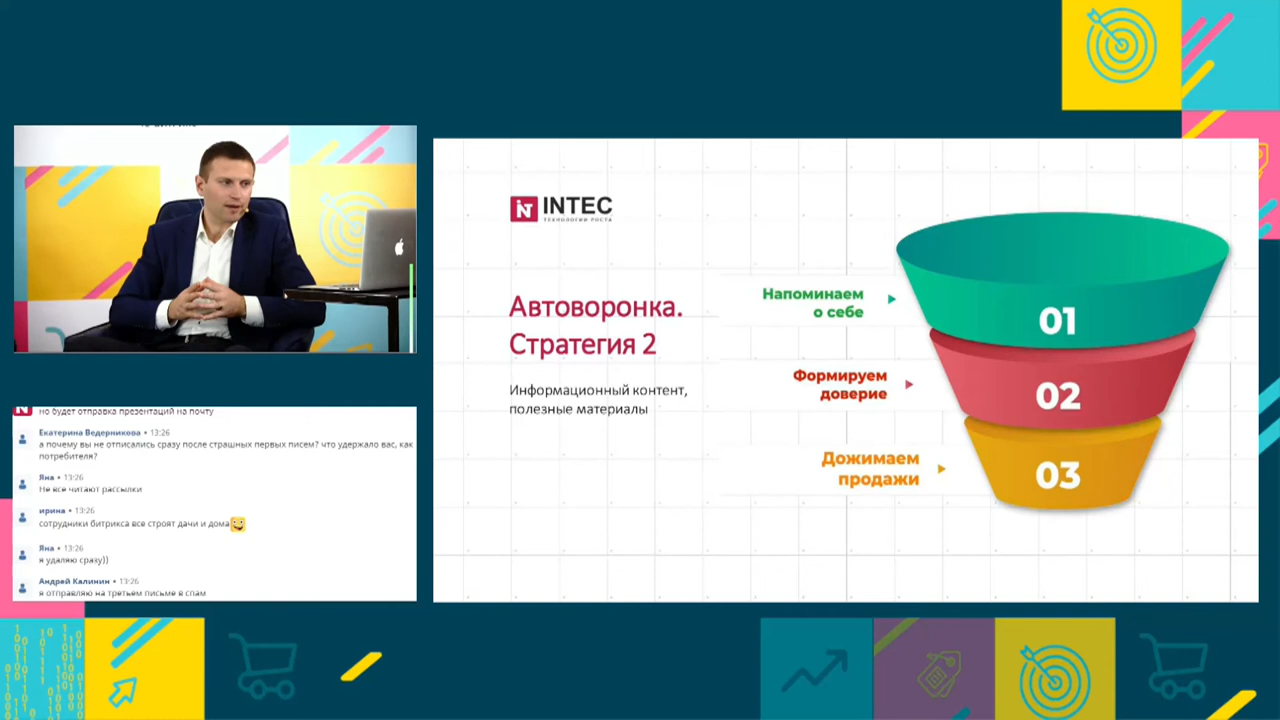 INTEC
ТЕХНОЛОГИИ РОСТА
Автоворонка.
Стратегия 2
Информационный контент,
полезные материалы
Напоминаем
о себе
01
Формируем
доверие
02
Дожимаем
продажи
03
но будет отправка презентаций на почту
Екатерина Ведерникова • 13:26
а почему вы не отписались сразу после страшных первых писем? что удержало вас, как
потребителя?
Яна • 13:26
Не все читают рассылки
ирина • 13:26
сотрудники битрикса все строят дачи и дома
Яна • 13:26
я удаляю сразу))
Андрей Калинин • 13:26
я отправляю на третьем письме в спам